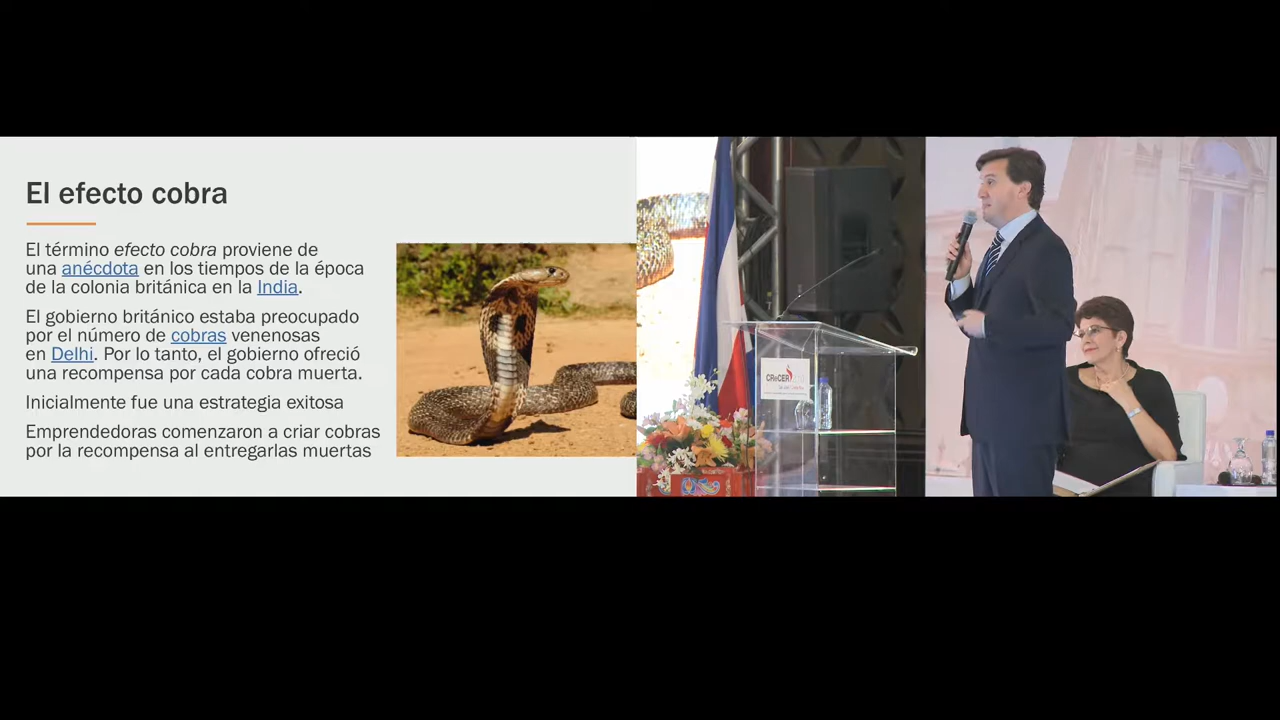 El efecto cobra
El término efecto cobra proviene de
una anécdota en los tiempos de la época
de la colonia británica en la India.
El gobierno británico estaba preocupado
por el número de cobras venenosas
en Delhi. Por lo tanto, el gobierno ofreció
una recompensa por cada cobra muerta.
Inicialmente fue una estrategia exitosa
Emprendedoras comenzaron a criar cobras
por la recompensa al entregarlas muertas
CReCER